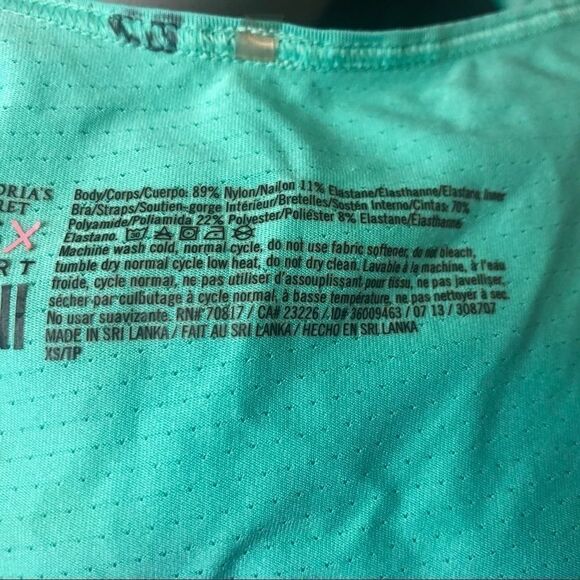 ORIA'S
RET
X
RT
Body/Corps/Cuerpo: 89% Nylon/Nailon 11% Elastane/Élasthanne/Elastano, Inner
Bra/Straps/Soutien-gorge Intérieur/Bretelles/Sostén Interno/Cintas: 70%
Polyamide/Poliamida 22% Polyester/Poliéster 8% Elastane/Élasthanne
Elastano
Machine wash cold, normal cycle, do not use fabric softener, do not bleach,
tumble dry normal cycle low heat, do not dry clean. Lavable à la machine, à l'eau
froide, cycle normal, ne pas utiliser d'assouplissant pour tissu, ne pas javelliser,
sécher par culbutage à cycle normal, à basse température, ne pas nettoyer à sec.
No usar suavizante. RN# 70817 / CA# 23226 / ID# 36009463 / 07 13 / 308707
MADE IN SRI LANKA / FAIT AU SRI LANKA / HECHO EN SRI LANKA
XS/TP